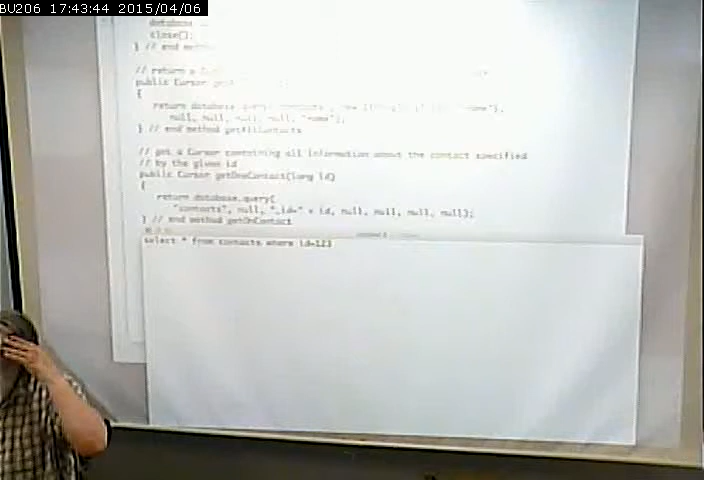 BU206 17:43:44 2015/04/06
database
close();
} // end method
// return a Cursor
public Cursor
{
return database.query(
null, null, null, null, "name");
} // end method getAllContacts
// get a Cursor containing all information about the contact specified
// by the given id
public Cursor getOneContact(long id)
{
return database.query(
"contacts", null, "_id=" + id, null, null, null, null);
} // end method getOnContact
select * from contacts where id=123